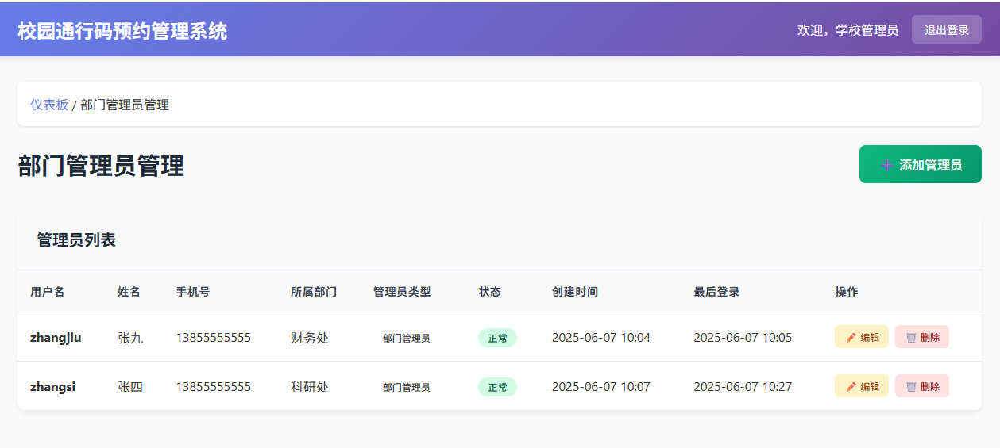 校园通行码预约管理系统 欢迎，学校管理员 退出登录
仪表板 / 部门管理员管理
部门管理员管理 ➕ 添加管理员
管理员列表
用户名 姓名 手机号 所属部门 管理员类型 状态 创建时间 最后登录 操作
zhangjiu 张九 13855555555 财务处 部门管理员 正常 2025-06-07 10:04 2025-06-07 10:05 编辑 删除
zhangsi 张四 13855555555 科研处 部门管理员 正常 2025-06-07 10:07 2025-06-07 10:27 编辑 删除